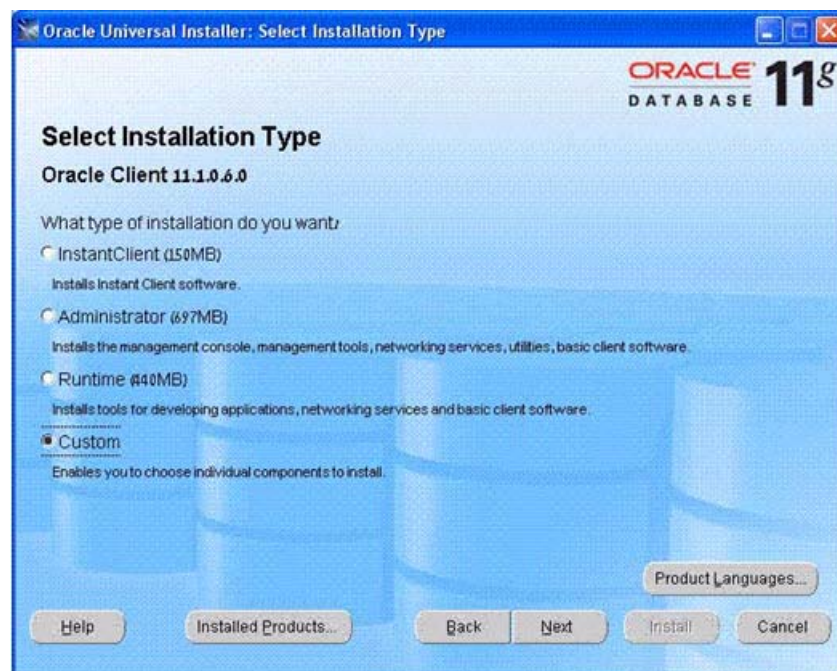 Oracle Universal Installer: Select Installation Type
ORACLE 11g
DATABASE
Select Installation Type
Oracle Client 11.1.0.6.0
What type of installation do you want?
InstantClient (150MB)
Installs Instant Client software.
Administrator (697MB)
Installs the management console, management tools, networking services, utilities, basic client software.
Runtime (440MB)
Installs tools for developing applications, networking services and basic client software.
Custom
Enables you to choose individual components to install.
Product Languages...
Help Installed Products... Back Next Install Cancel